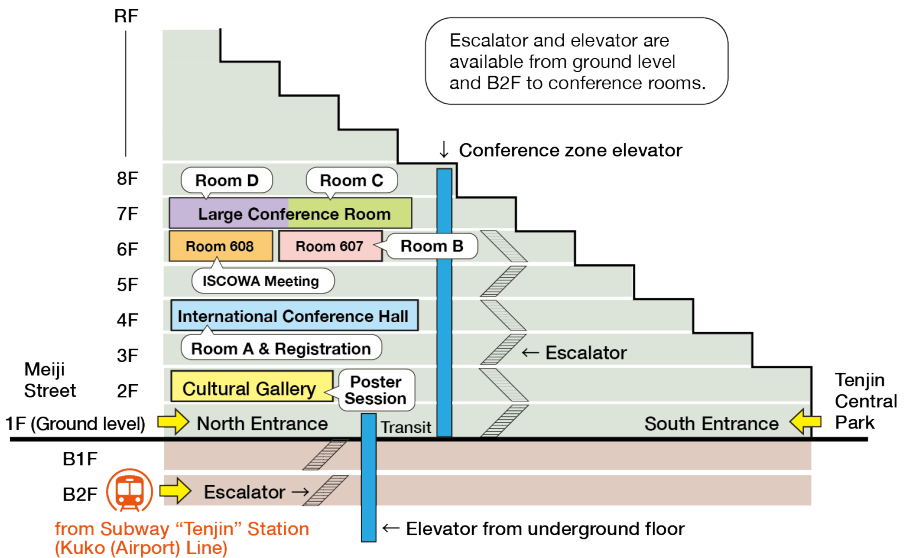 RF
Escalator and elevator are
available from ground level
and B2F to conference rooms.
↓ Conference zone elevator
8F
Room D
Room C
7F
Large Conference Room
6F
Room 608
Room 607
Room B
ISCOWA Meeting
5F
4F
International Conference Hall
Room A & Registration
3F
← Escalator
Meiji
Street
2F
Cultural Gallery
Poster
Session
Tenjin
Central
Park
1F (Ground level)
North Entrance
Transit
South Entrance
B1F
B2F
Escalator →
from Subway “Tenjin” Station
(Kuko (Airport) Line)
← Elevator from underground floor